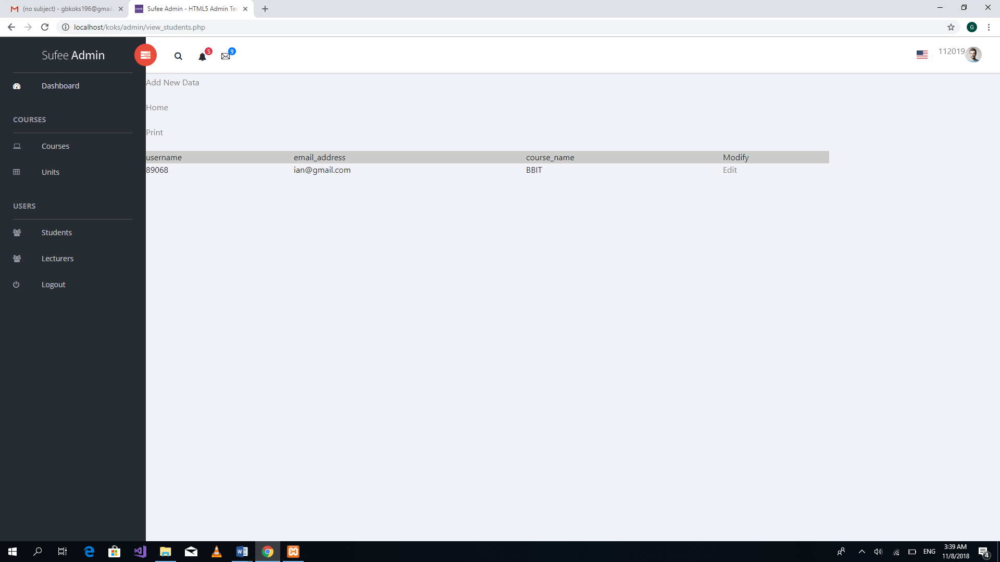 (no subject) - gbkoks196@gmail.
Sufee Admin - HTML5 Admin Ten
localhost/koks/admin/view_students.php
G
Sufee Admin
5
9
112019
Dashboard
COURSES
Courses
Units
USERS
Students
Lecturers
Logout
Add New Data
Home
Print
username email_address course_name Modify
89068 ian@gmail.com BBIT Edit
ENG
3:39 AM
11/8/2018
4